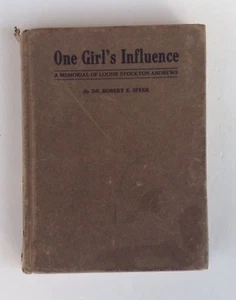 One Girl's Influence
A MEMORIAL OF LOUISE STOCKTON ANDREWS
By DR. ROBERT E. SPEER